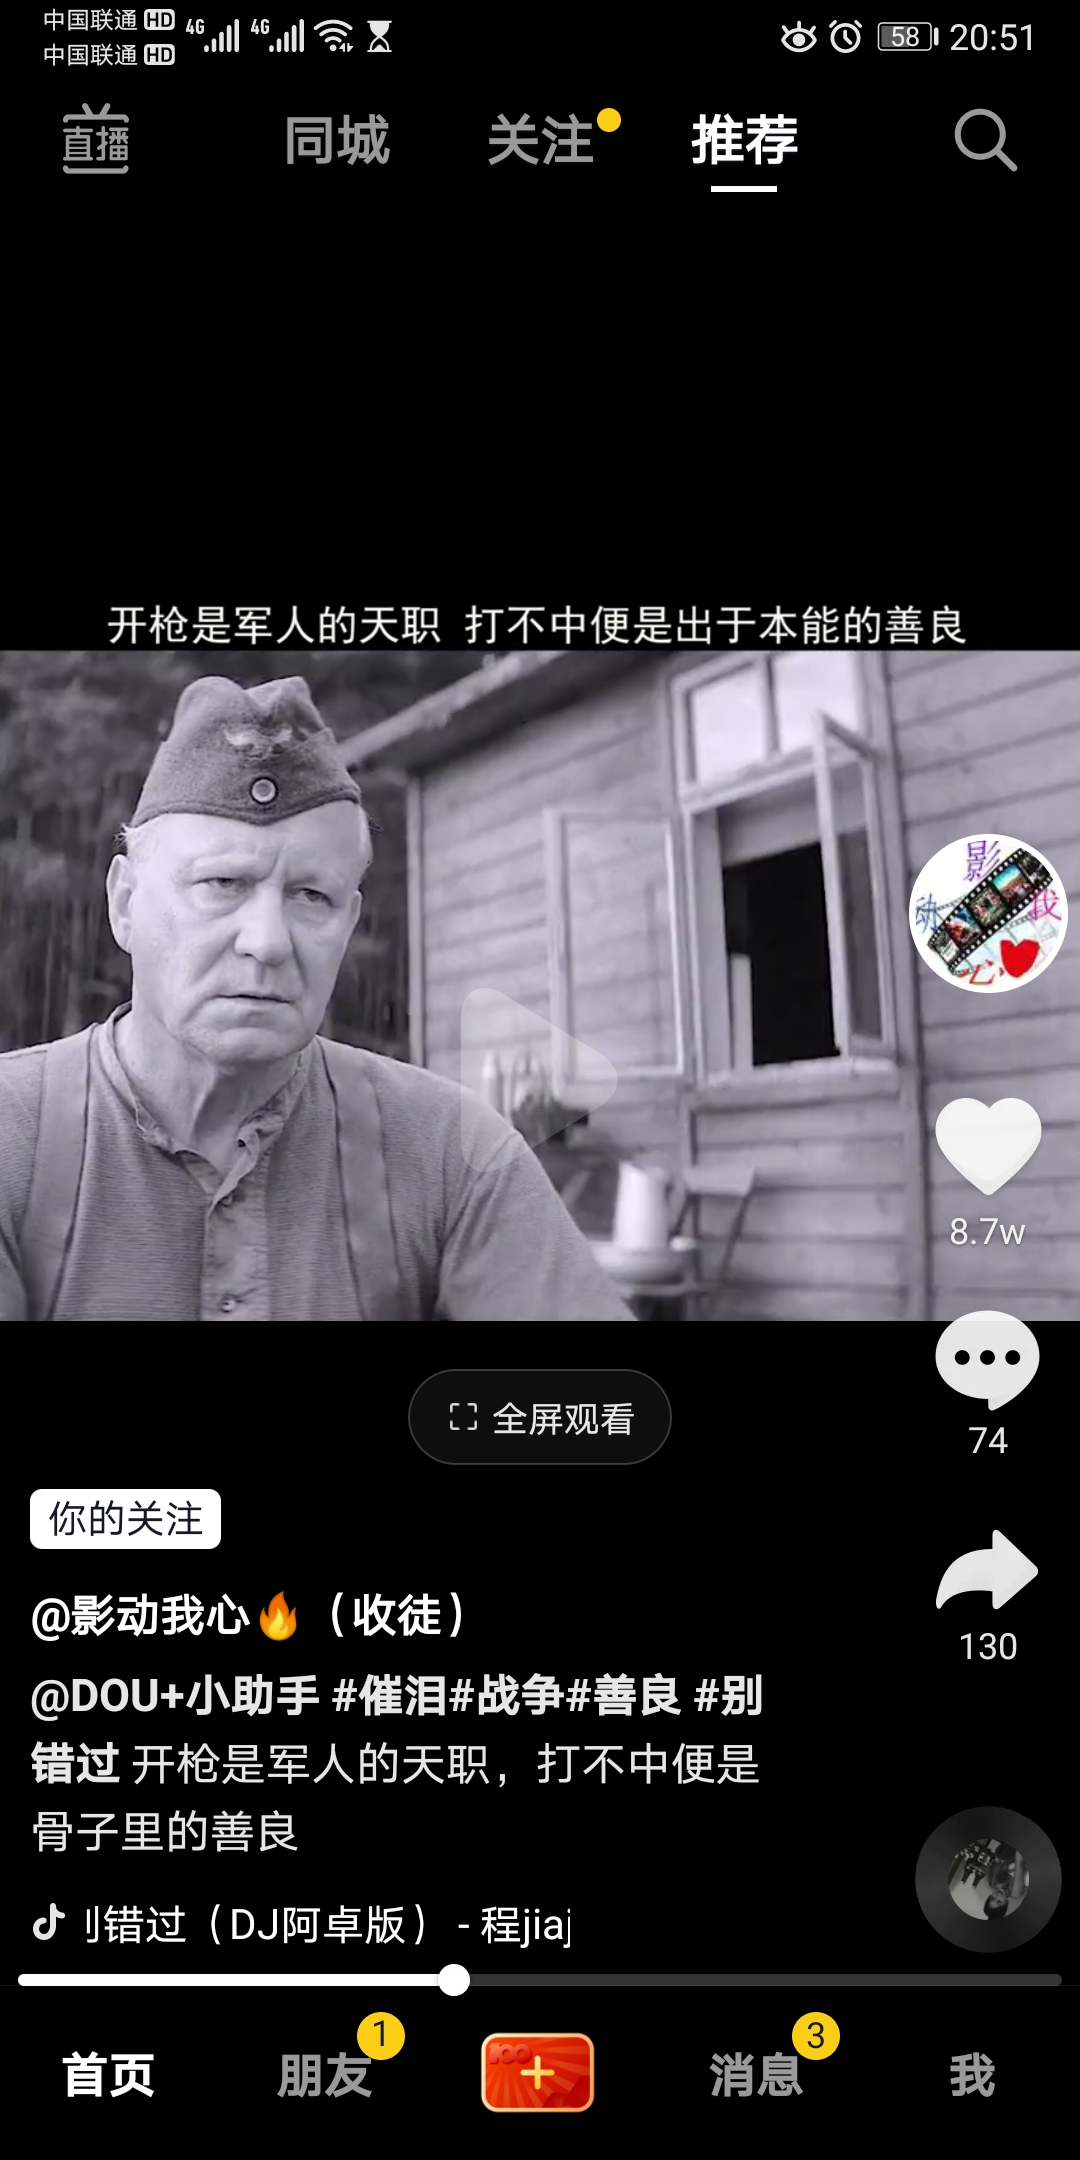 中国联通 HD 4G 4G 58 20:51
中国联通 HD
直播 同城 关注 推荐
开枪是军人的天职 打不中便是出于本能的善良
影
动 我
心
8.7w
74
全屏观看
你的关注
@影动我心🔥（收徒）
130
@DOU+小助手 #催泪#战争#善良 #别
错过 开枪是军人的天职，打不中便是
骨子里的善良
错过（DJ阿卓版） - 程jiaj
1
3
首页 朋友 100 + 消息 我